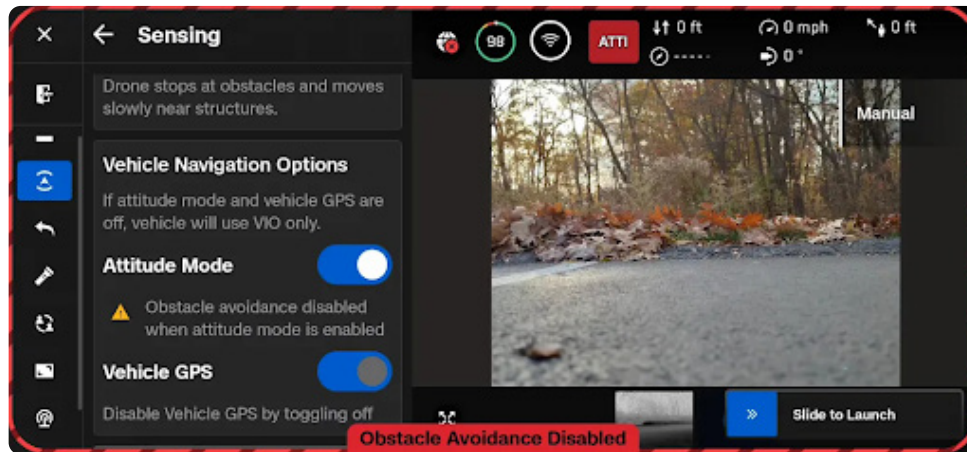 Sensing
Drone stops at obstacles and moves
slowly near structures.
Vehicle Navigation Options
If attitude mode and vehicle GPS are
off, vehicle will use VIO only.
Attitude Mode
Obstacle avoidance disabled
when attitude mode is enabled
Vehicle GPS
Disable Vehicle GPS by toggling off
98
ATTI
0 ft
0 mph
0 ft
-----
0°
Manual
Slide to Launch
Obstacle Avoidance Disabled